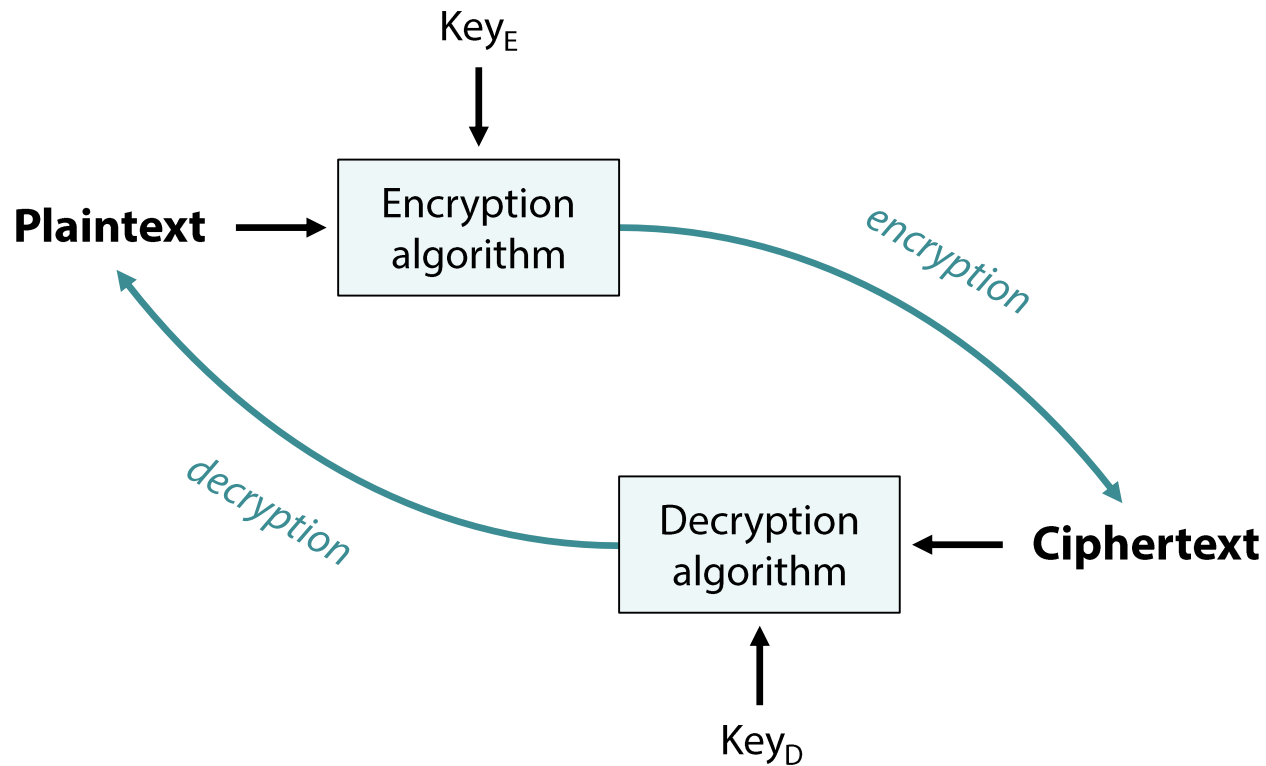 Key_E
Plaintext
Encryption
algorithm
encryption
decryption
Decryption
algorithm
Ciphertext
Key_D